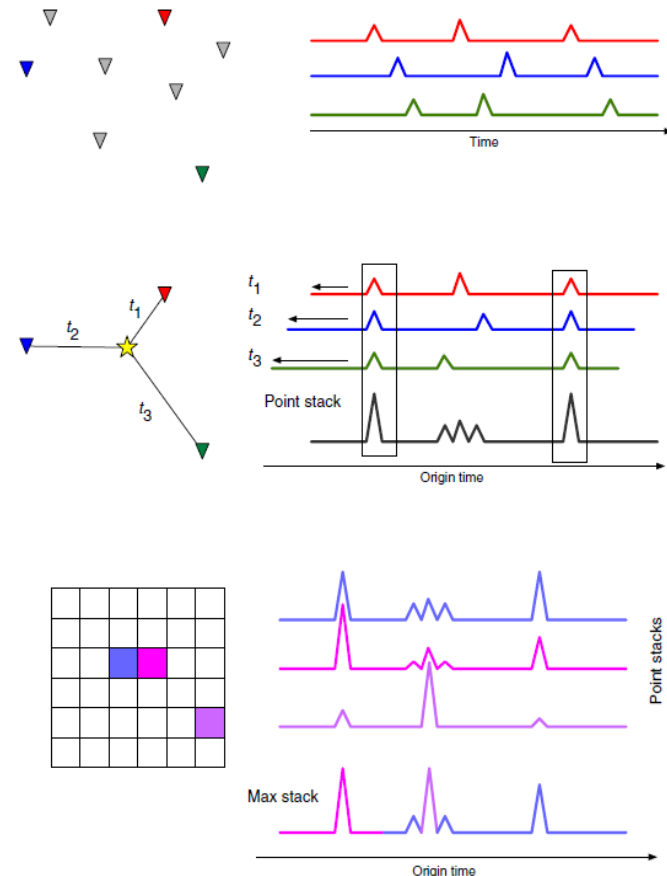 Time
t1
t2
t3
t1
t2
t3
Point stack
Origin time
Point stacks
Max stack
Origin time